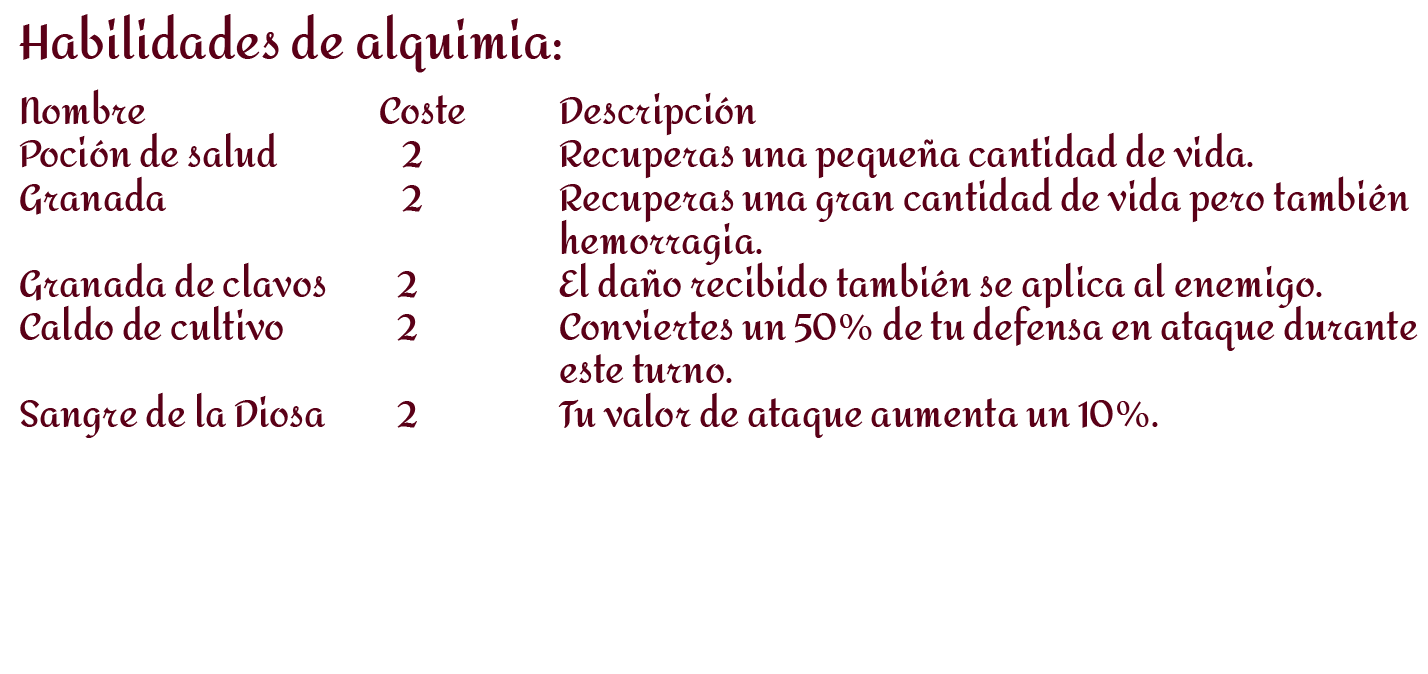 Habilidades de alquimia:
Nombre Coste Descripción
Poción de salud 2 Recuperas una pequeña cantidad de vida.
Granada 2 Recuperas una gran cantidad de vida pero también
hemorragia.
Granada de clavos 2 El daño recibido también se aplica al enemigo.
Caldo de cultivo 2 Conviertes un 50% de tu defensa en ataque durante
este turno.
Sangre de la Diosa 2 Tu valor de ataque aumenta un 10%.